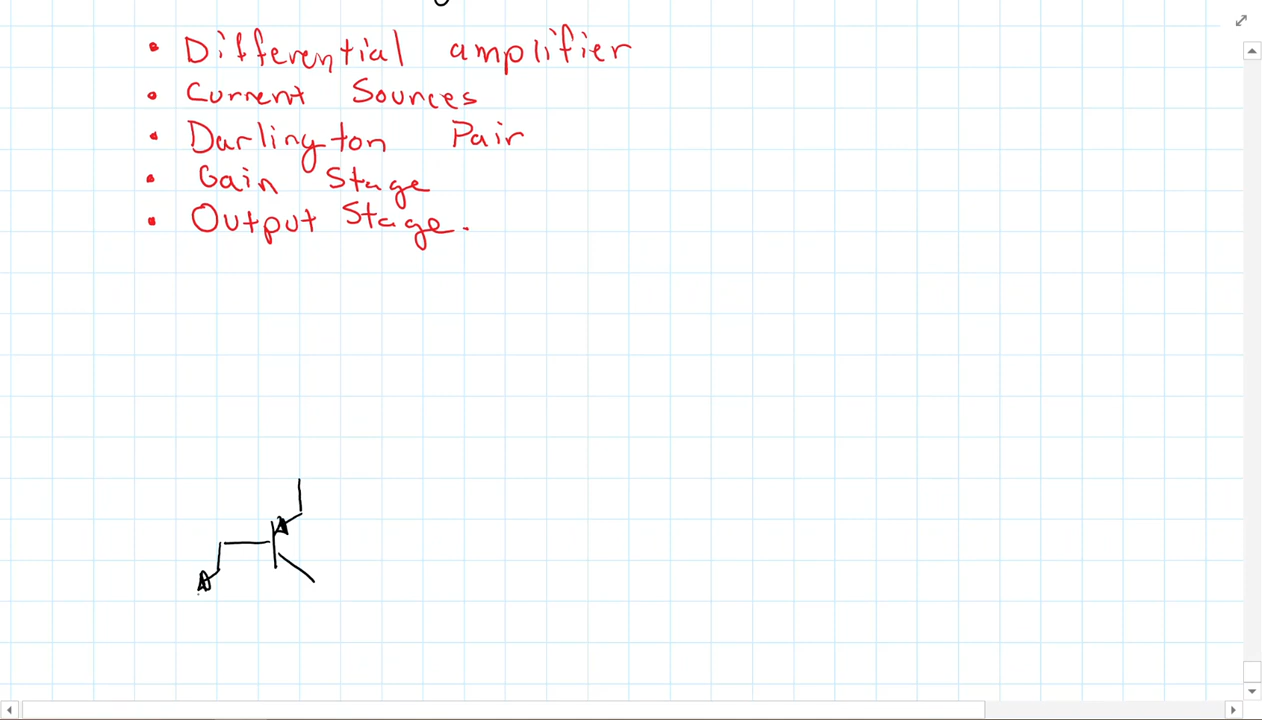 • Differential amplifier
• Current Sources
• Darlington Pair
• Gain Stage
• Output Stage.